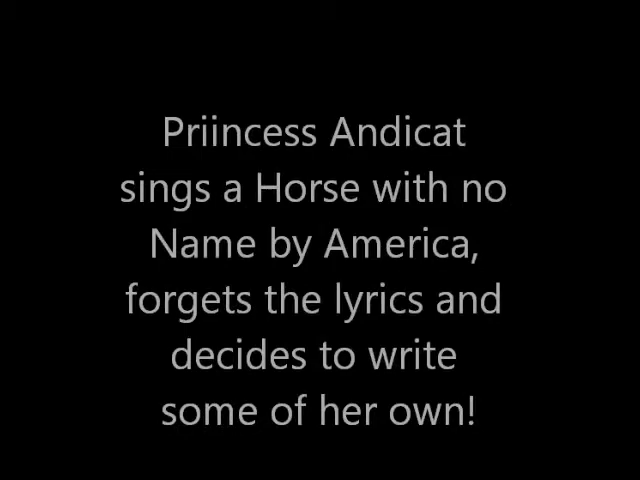 Priincess Andicat
sings a Horse with no
Name by America,
forgets the lyrics and
decides to write
some of her own!